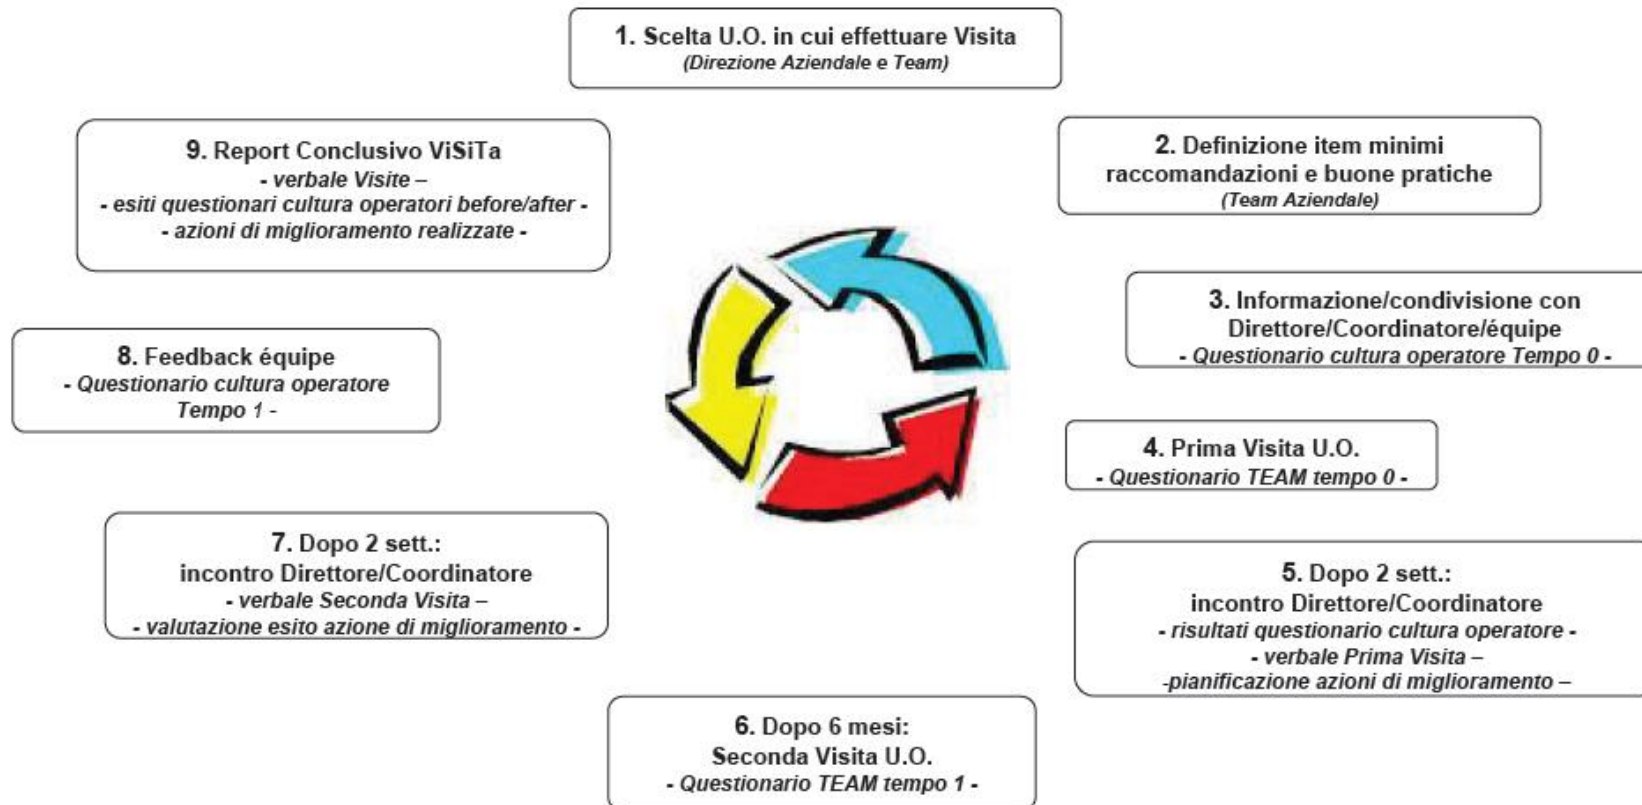 1. Scelta U.O. in cui effettuare Visita
(Direzione Aziendale e Team)
2. Definizione item minimi
raccomandazioni e buone pratiche
(Team Aziendale)
3. Informazione/condivisione con
Direttore/Coordinatore/équipe
- Questionario cultura operatore Tempo 0 -
4. Prima Visita U.O.
- Questionario TEAM tempo 0 -
5. Dopo 2 sett.:
incontro Direttore/Coordinatore
- risultati questionario cultura operatore -
- verbale Prima Visita –
-pianificazione azioni di miglioramento –
6. Dopo 6 mesi:
Seconda Visita U.O.
- Questionario TEAM tempo 1 -
7. Dopo 2 sett.:
incontro Direttore/Coordinatore
- verbale Seconda Visita –
- valutazione esito azione di miglioramento -
8. Feedback équipe
- Questionario cultura operatore
Tempo 1 -
9. Report Conclusivo ViSiTa
- verbale Visite –
- esiti questionari cultura operatori before/after -
- azioni di miglioramento realizzate -